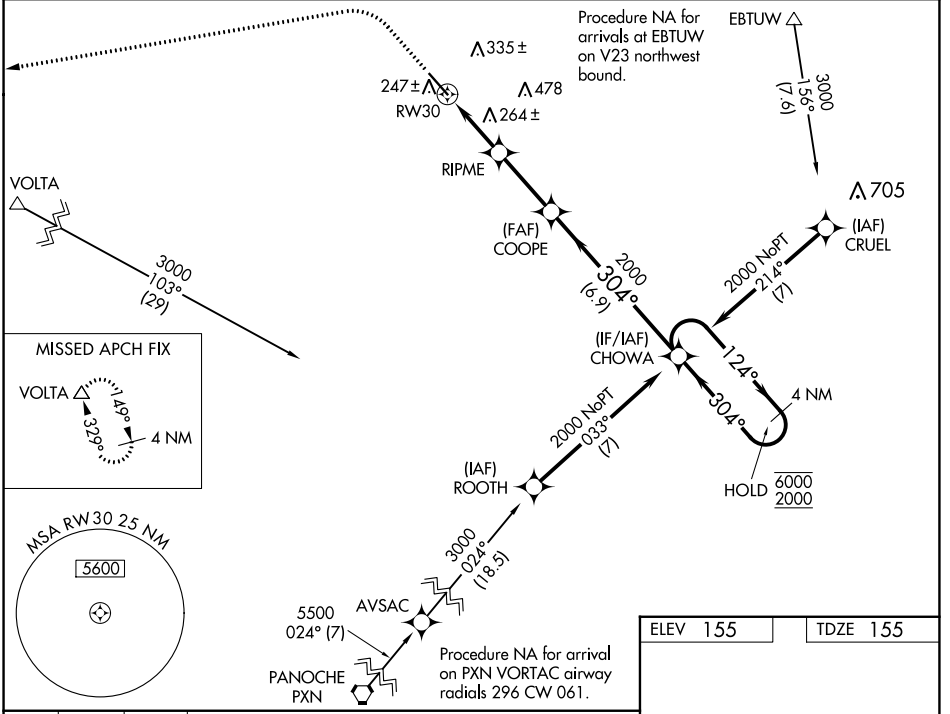 Procedure NA for
arrivals at EBTUW
on V23 northwest
bound.
EBTUW
335±
247±
478
RW30
264±
3000
156°
(7.6)
RIPME
VOLTA
705
(FAF)
COOPE
(IAF)
CRUEL
2000 NoPT
214°
(7)
2000
304°
(6.9)
3000
103°
(29)
(IF/IAF)
CHOWA
MISSED APCH FIX
VOLTA
149°
329°
4 NM
124°
304°
4 NM
2000 NoPT
033°
(7)
HOLD 6000
2000
(IAF)
ROOTH
MSA RW30 25 NM
5600
3000
024°
(18.5)
AVSAC
5500
024° (7)
PANOCHE
PXN
Procedure NA for arrival
on PXN VORTAC airway
radials 296 CW 061.
ELEV 155
TDZE 155